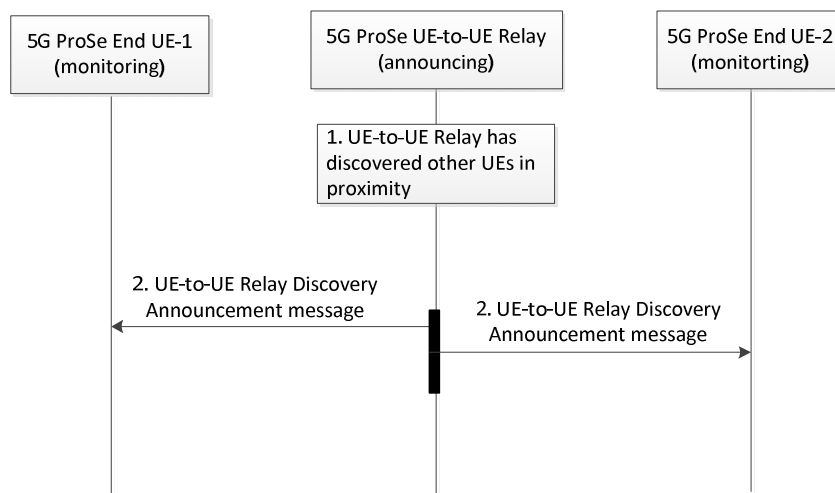 5G ProSe End UE-1
(monitoring)
5G ProSe UE-to-UE Relay
(announcing)
5G ProSe End UE-2
(monitorting)
1. UE-to-UE Relay has
discovered other UEs in
proximity
2. UE-to-UE Relay Discovery
Announcement message
2. UE-to-UE Relay Discovery
Announcement message